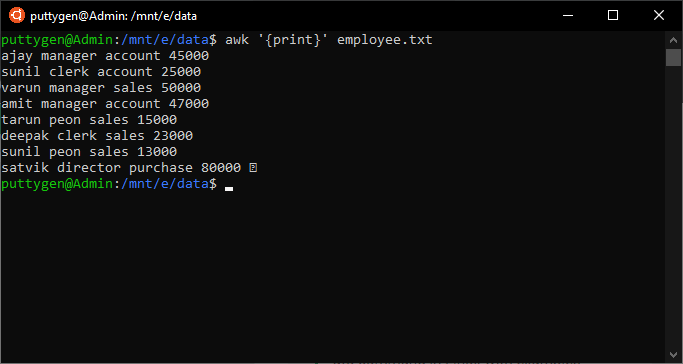 puttygen@Admin: /mnt/e/data
puttygen@Admin:/mnt/e/data$ awk '{print}' employee.txt
ajay manager account 45000
sunil clerk account 25000
varun manager sales 50000
amit manager account 47000
tarun peon sales 15000
deepak clerk sales 23000
sunil peon sales 13000
satvik director purchase 80000
puttygen@Admin:/mnt/e/data$